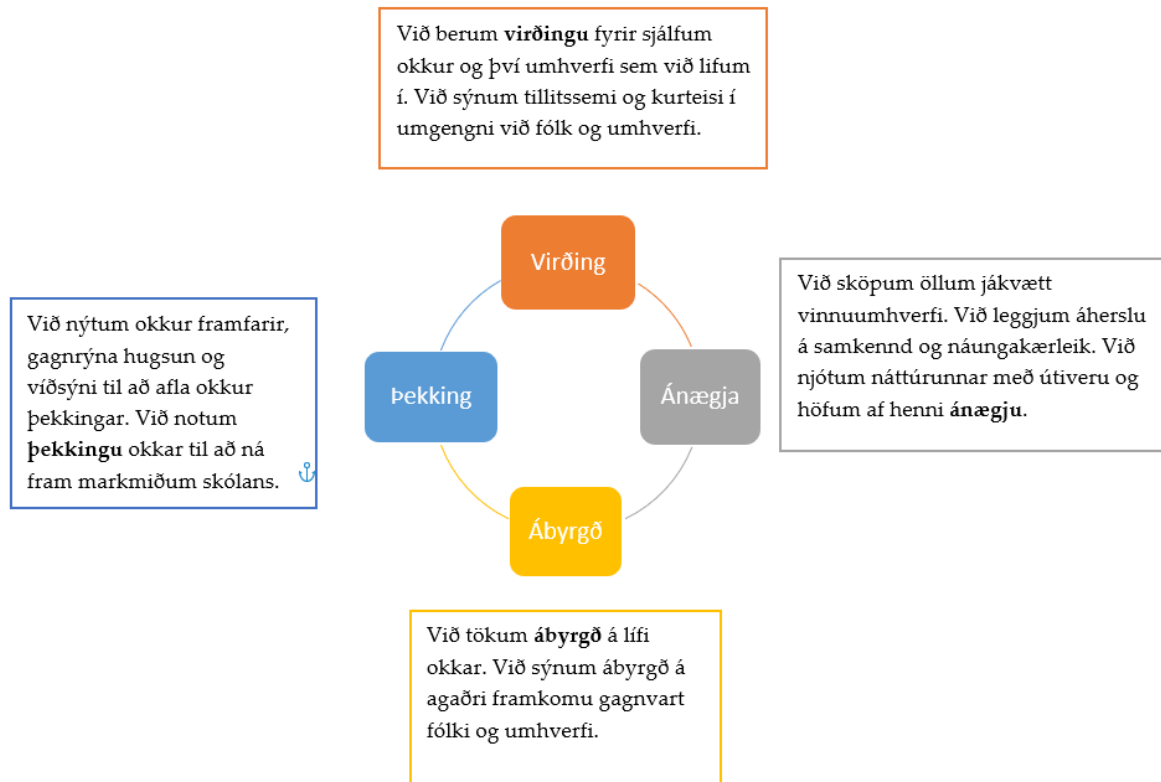 Við berum virðingu fyrir sjálfum
okkur og því umhverfi sem við lifum
í. Við sýnum tillitssemi og kurteisi í
umgengni við fólk og umhverfi.
Virðing
Við sköpum öllum jákvætt
vinnuumhverfi. Við leggjum áherslu
á samkennd og náungakærleik. Við
njótum náttúrunnar með útiveru og
höfum af henni ánægju.
Við nýtum okkur framfarir,
gagnrýna hugsun og
víðsýni til að afla okkur
þekkingar. Við notum
þekkingu okkar til að ná
fram markmiðum skólans.
Þekking
Ánægja
Ábyrgð
Við tökum ábyrgð á lífi
okkar. Við sýnum ábyrgð á
agaðri framkomu gagnvart
fólki og umhverfi.